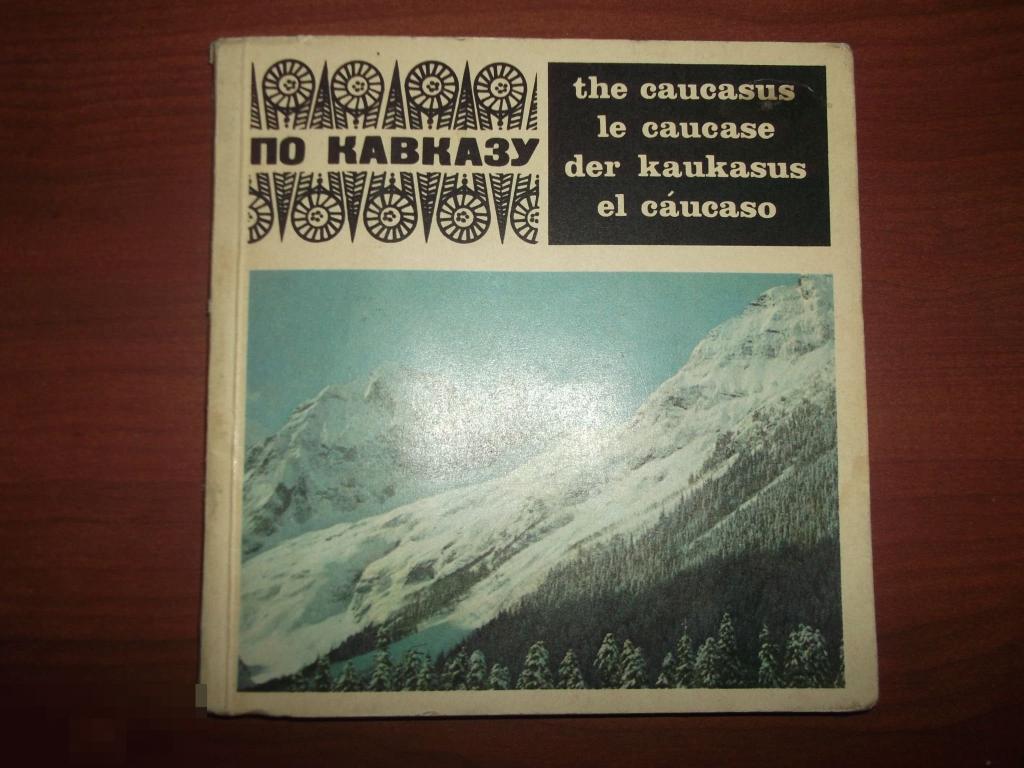 ПО КАВКАЗУ
the caucasus
le caucase
der kaukasus
el cáucaso